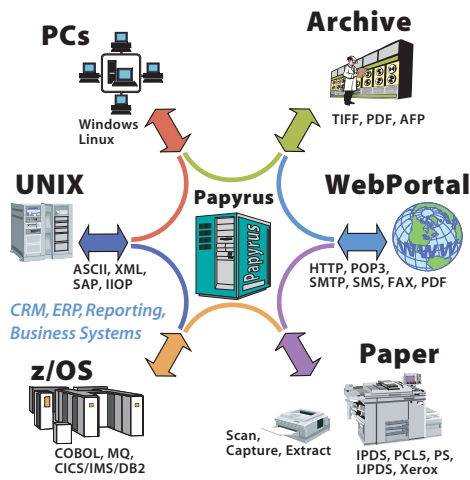 PCs
Archive
Windows
Linux
TIFF, PDF, AFP
UNIX
Papyrus
WebPortal
Papyrus
WWW
ASCII, XML,
SAP, IIOP
HTTP, POP3,
SMTP, SMS, FAX, PDF
CRM, ERP, Reporting,
Business Systems
z/OS
Paper
COBOL, MQ,
CICS/IMS/DB2
Scan,
Capture, Extract
IPDS, PCL5, PS,
IJPDS, Xerox